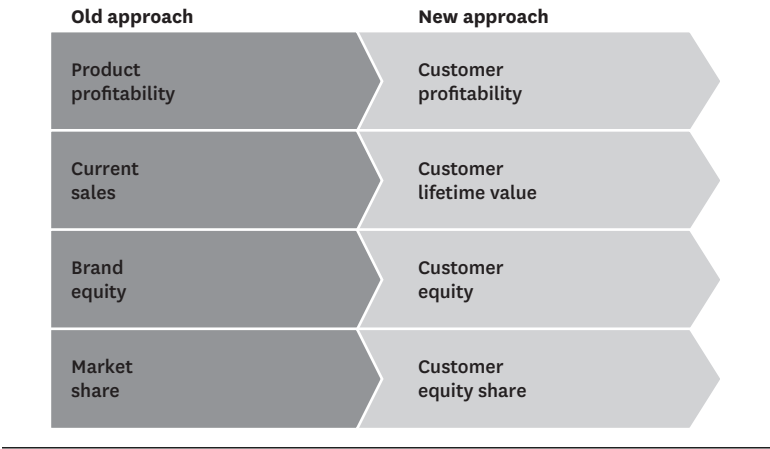 Old approach
New approach
Product
profitability
Customer
profitability
Current
sales
Customer
lifetime value
Brand
equity
Customer
equity
Market
share
Customer
equity share